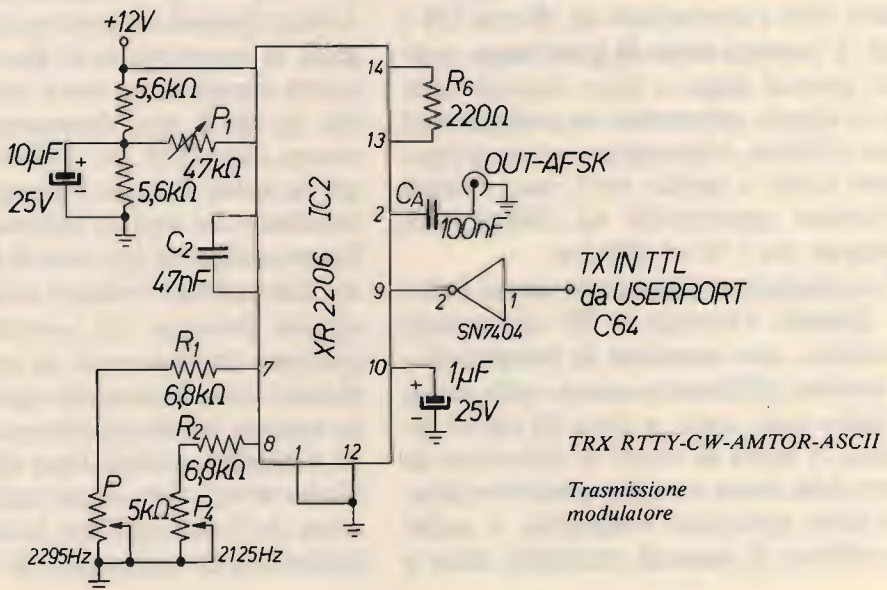 +12V
5,6kΩ
P1
47kΩ
10µF
+
-
25V
5,6kΩ
C2
47nF
R1
6,8kΩ
7
R2
6,8kΩ
8
P
5kΩ
P4
2295Hz
2125Hz
1
12
XR 2206
IC2
14
R6
220Ω
13
OUT-AFSK
CA
2
100nF
9
2
1
SN7404
TX IN TTL
da USERPORT
C64
10
+
1µF
-
25V
TRX RTTY-CW-AMTOR-ASCII
Trasmissione
modulatore